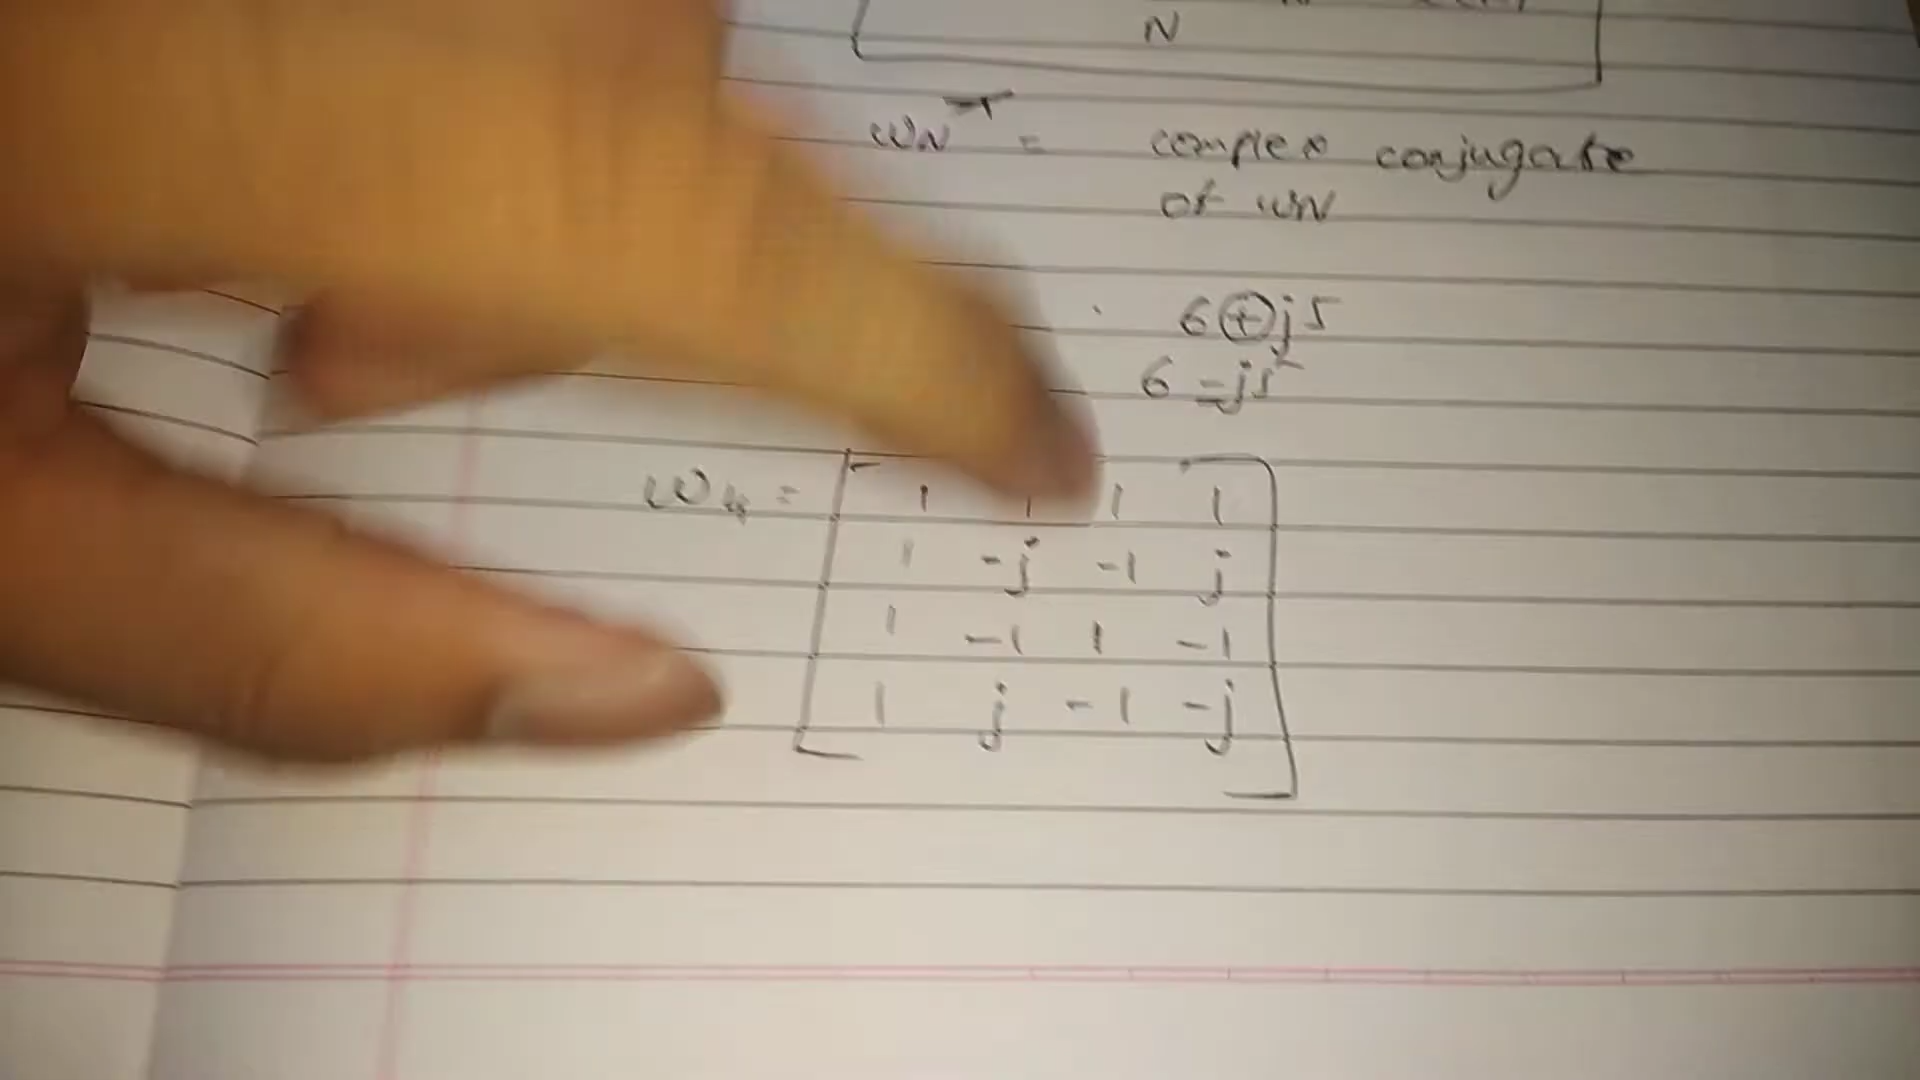 N
WN⁻¹ = complex conjugate
of WN
6 + j5
6 - j5
W4 =
1 1 1 1
1 -j -1 j
1 -1 1 -1
1 j -1 -j